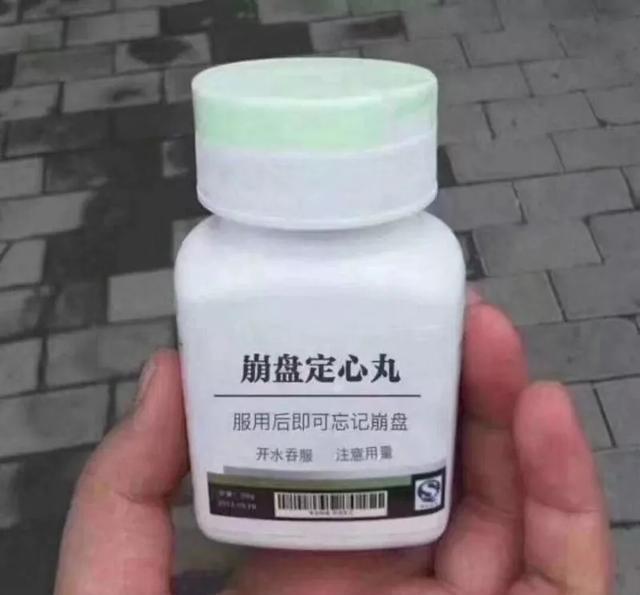 崩盘定心丸
服用后即可忘记崩盘
开水吞服 注意用量